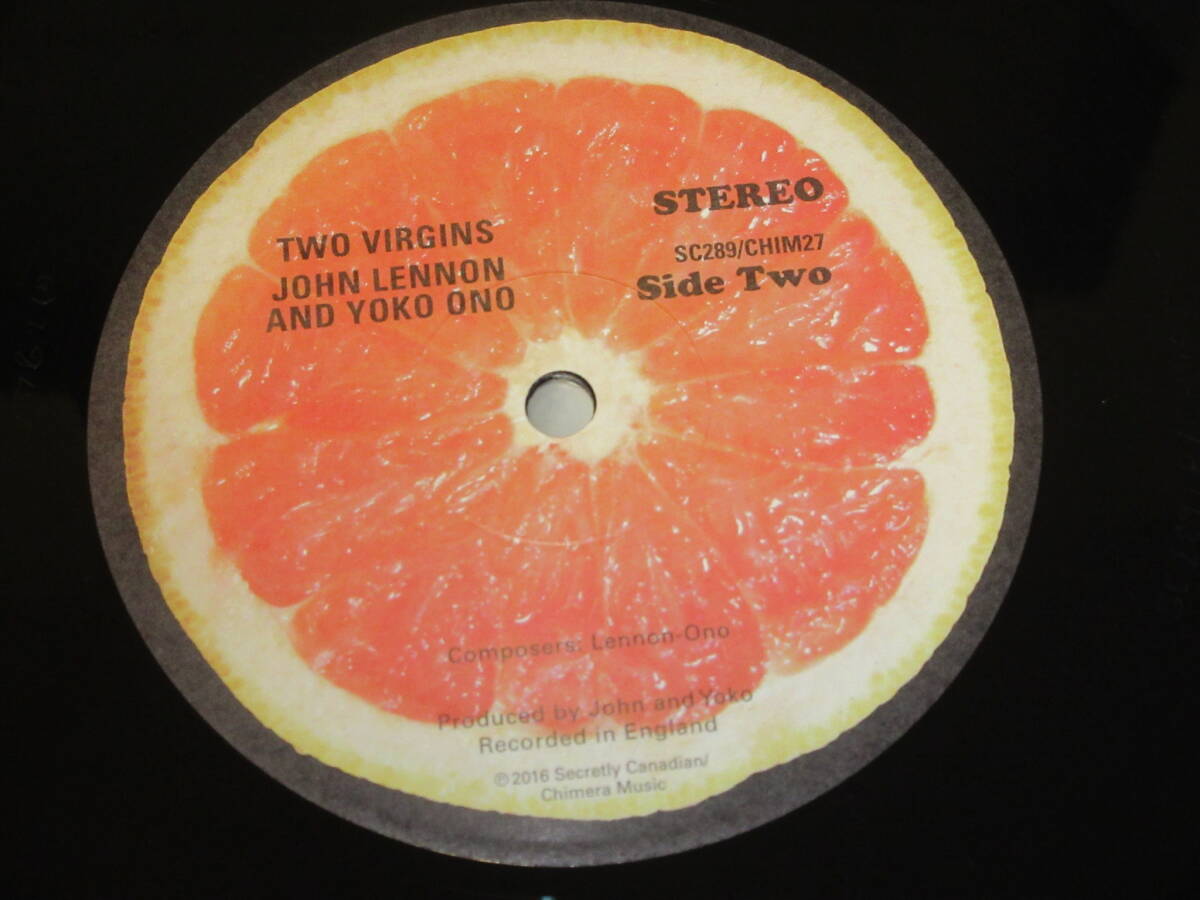 TWO VIRGINS
JOHN LENNON
AND YOKO ONO
STEREO
SC289/CHIM27
Side Two
Composers: Lennon-Ono
Produced by John and Yoko
Recorded in England
℗2016 Secretly Canadian/
Chimera Music